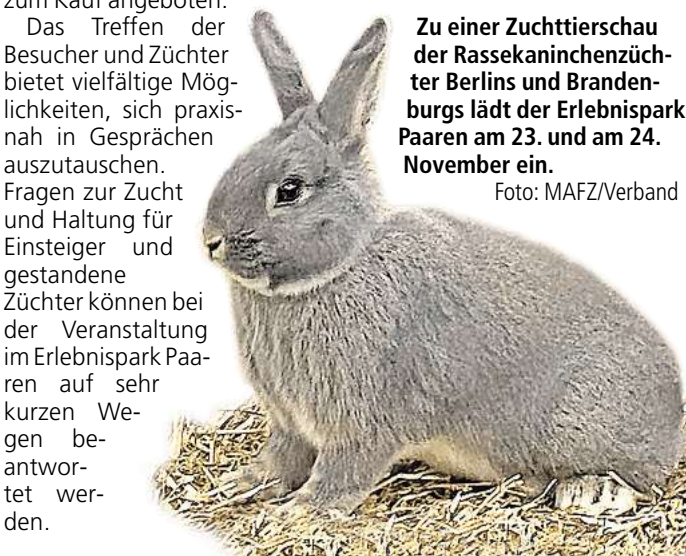 zum Kauf angeboten.
Das Treffen der
Besucher und Züchter
bietet vielfältige Mög-
lichkeiten, sich praxis-
nah in Gesprächen
auszutauschen.
Fragen zur Zucht
und Haltung für
Einsteiger und
gestandene
Züchter können bei
der Veranstaltung
im Erlebnispark Paa-
ren auf sehr
kurzen We-
gen be-
antwor-
tet wer-
den.
Zu einer Zuchttierschau
der Rassekaninchenzüch-
ter Berlins und Branden-
burgs lädt der Erlebnispark
Paaren am 23. und am 24.
November ein.
Foto: MAFZ/Verband